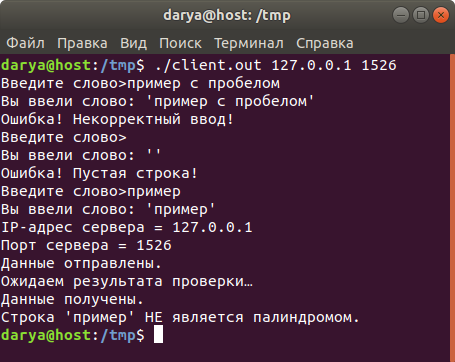 darya@host: /tmp
Файл Правка Вид Поиск Терминал Справка
darya@host:/tmp$ ./client.out 127.0.0.1 1526
Введите слово>пример с пробелом
Вы ввели слово: 'пример с пробелом'
Ошибка! Некорректный ввод!
Введите слово>
Вы ввели слово: ''
Ошибка! Пустая строка!
Введите слово>пример
Вы ввели слово: 'пример'
IP-адрес сервера = 127.0.0.1
Порт сервера = 1526
Данные отправлены.
Ожидаем результата проверки…
Данные получены.
Строка 'пример' НЕ является палиндромом.
darya@host:/tmp$